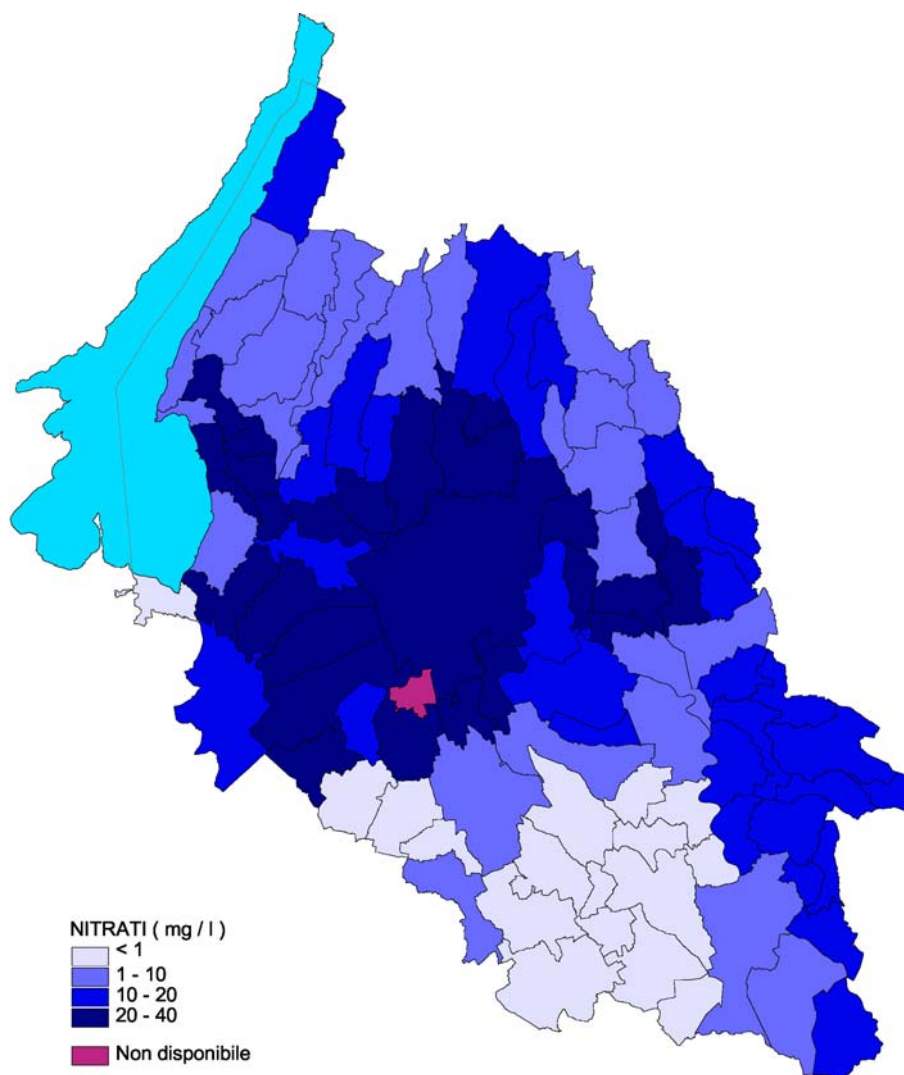 NITRATI ( mg / l )
< 1
1 - 10
10 - 20
20 - 40
Non disponibile